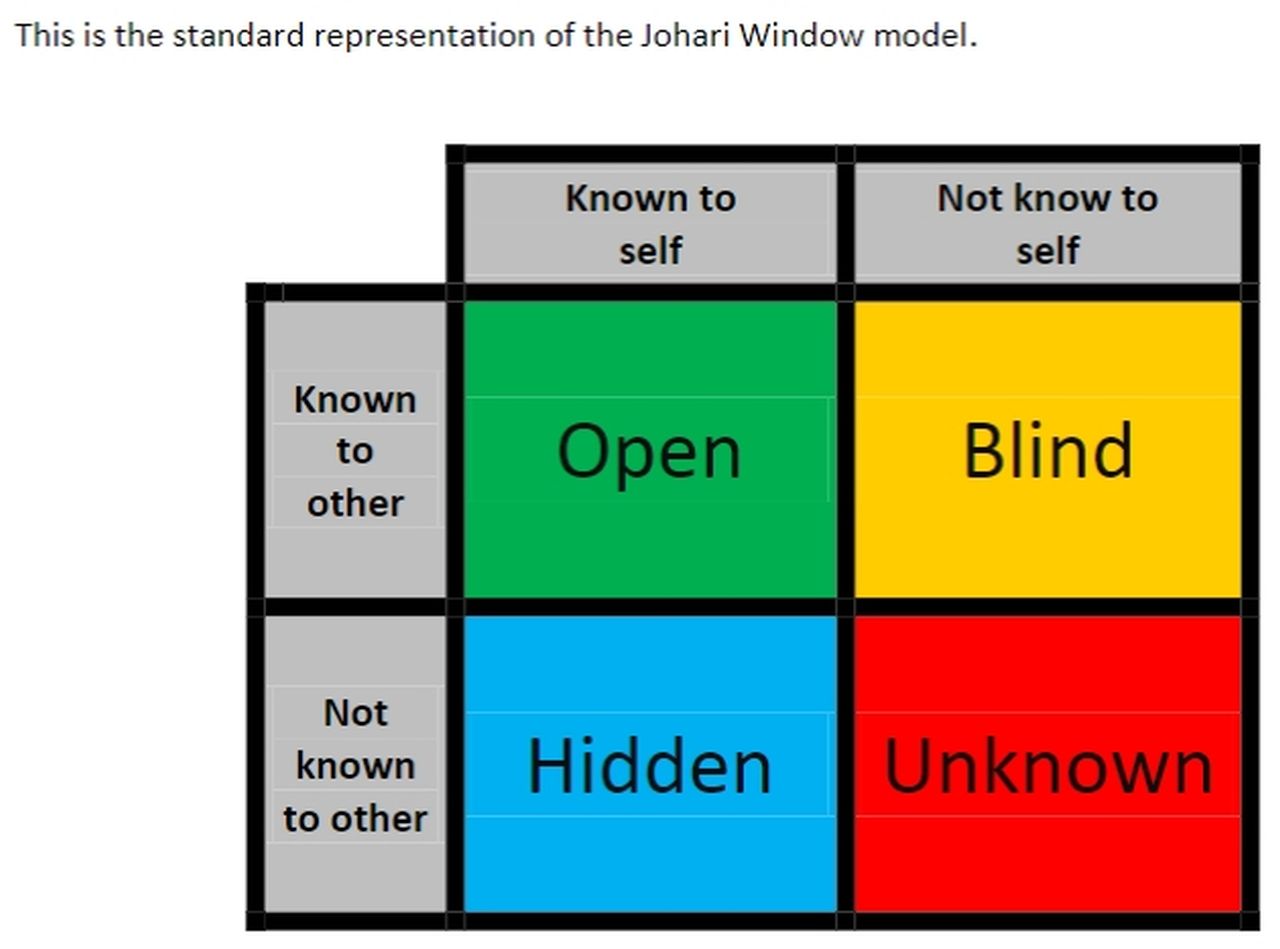 This is the standard representation of the Johari Window model.
Known to
self
Not know to
self
Known
to
other
Open
Blind
Not
known
to other
Hidden
Unknown